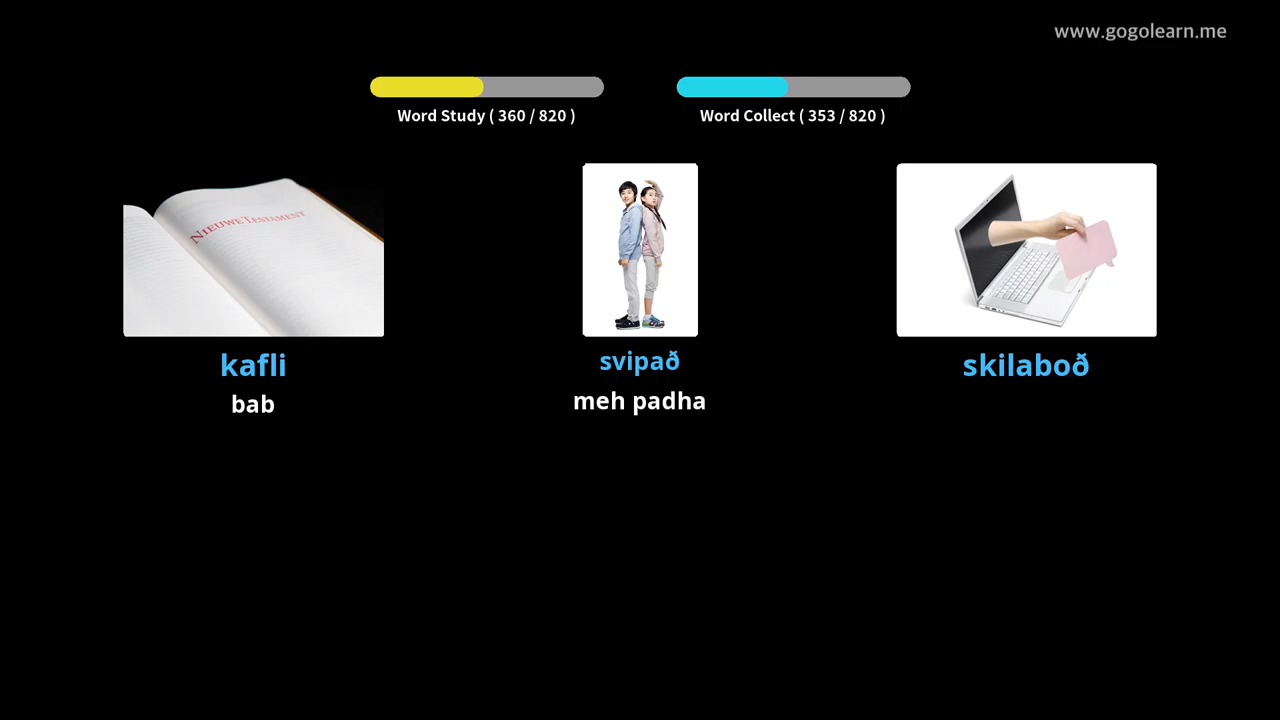 www.gogolearn.me
Word Study ( 360 / 820 )
Word Collect ( 353 / 820 )
NIEUWE TESTAMENT
kafli
bab
svipað
meh padha
skilaboð